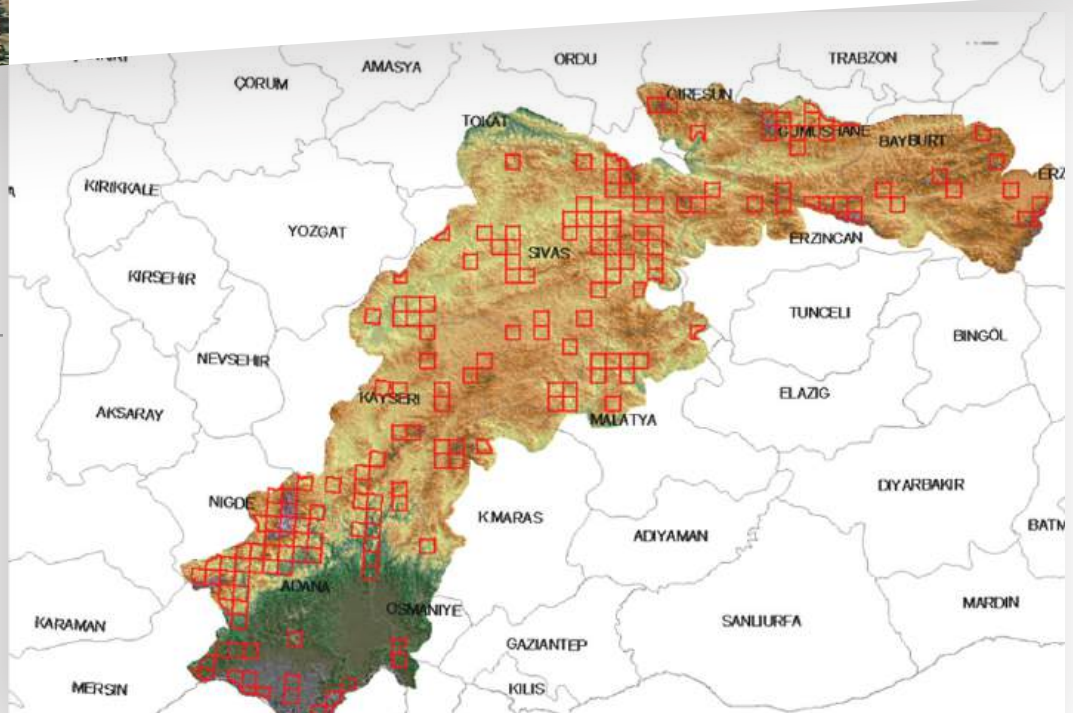 ORDU
TRABZON
AMASYA
ÇORUM
GIRESUN
TOKAT
GUMUSHANE
BAYBURT
KIRIKKALE
YOZGAT
SIVAS
ERZINCAN
KIRSEHIR
TUNCELI
BINGÖL
NEVSEHIR
ELAZIG
KAYSERI
AKSARAY
MALATYA
DIYARBAKIR
NIGDE
K.MARAS
ADIYAMAN
BATM
ADANA
OSMANIYE
MARDIN
SANLIURFA
KARAMAN
GAZIANTEP
MERSIN
KILIS